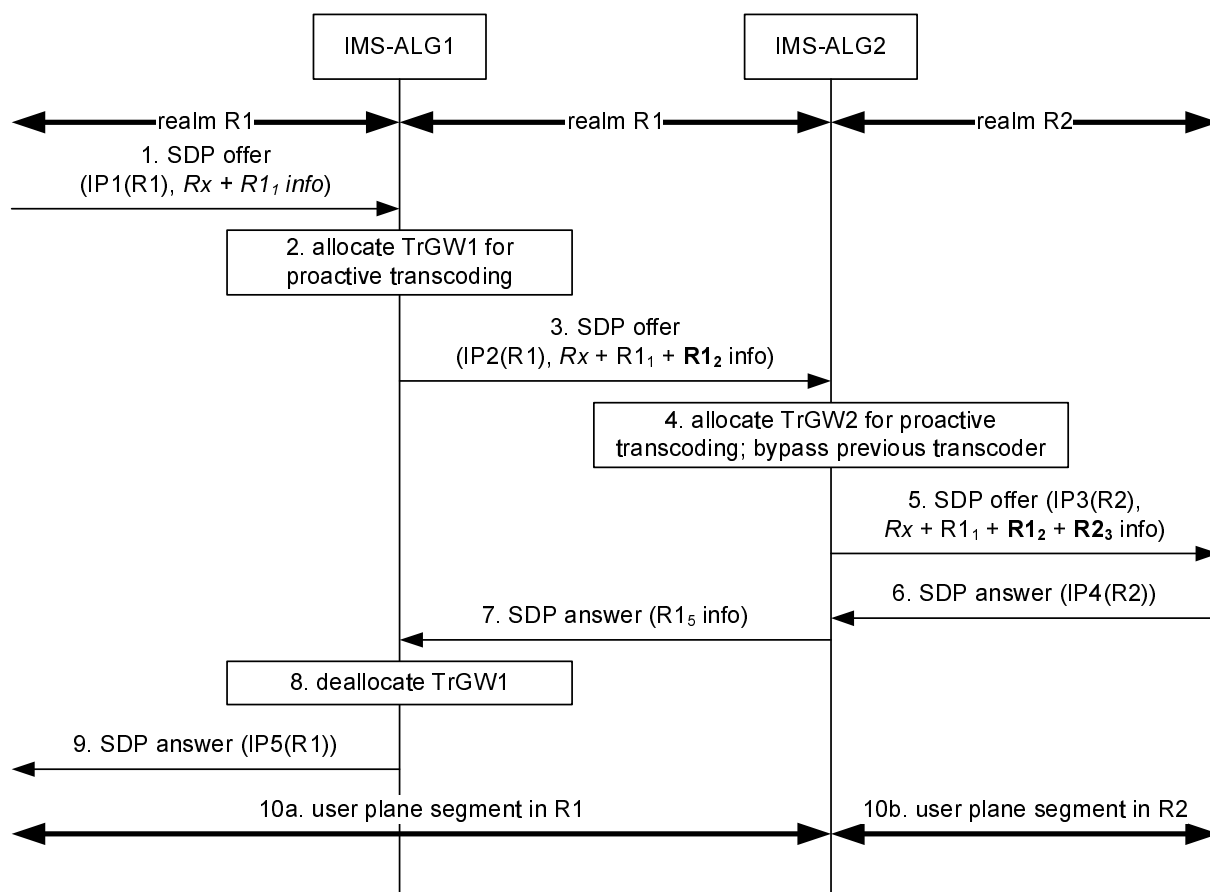 IMS-ALG1
IMS-ALG2
realm R1
realm R1
realm R2
1. SDP offer
(IP1(R1), Rx + R1₁ info)
2. allocate TrGW1 for
proactive transcoding
3. SDP offer
(IP2(R1), Rx + R1₁ + R1₂ info)
4. allocate TrGW2 for proactive
transcoding; bypass previous transcoder
5. SDP offer (IP3(R2),
Rx + R1₁ + R1₂ + R2₃ info)
6. SDP answer (IP4(R2))
7. SDP answer (R1₅ info)
8. deallocate TrGW1
9. SDP answer (IP5(R1))
10a. user plane segment in R1
10b. user plane segment in R2